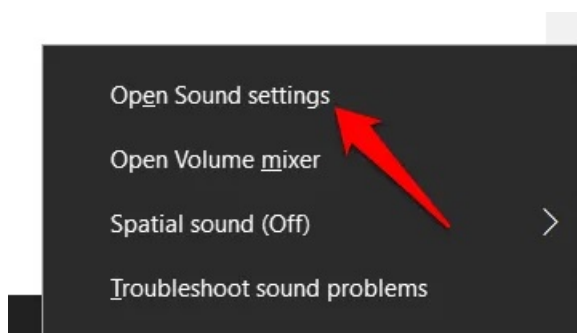 Open Sound settings
Open Volume mixer
Spatial sound (Off)
Troubleshoot sound problems